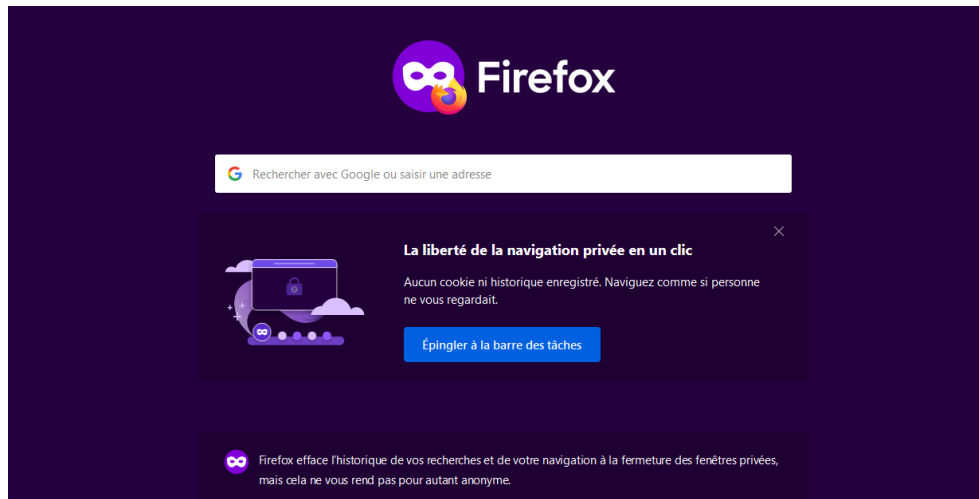 Firefox
Rechercher avec Google ou saisir une adresse
La liberté de la navigation privée en un clic
Aucun cookie ni historique enregistré. Naviguez comme si personne
ne vous regardait.
Épingler à la barre des tâches
Firefox efface l’historique de vos recherches et de votre navigation à la fermeture des fenêtres privées,
mais cela ne vous rend pas pour autant anonyme.